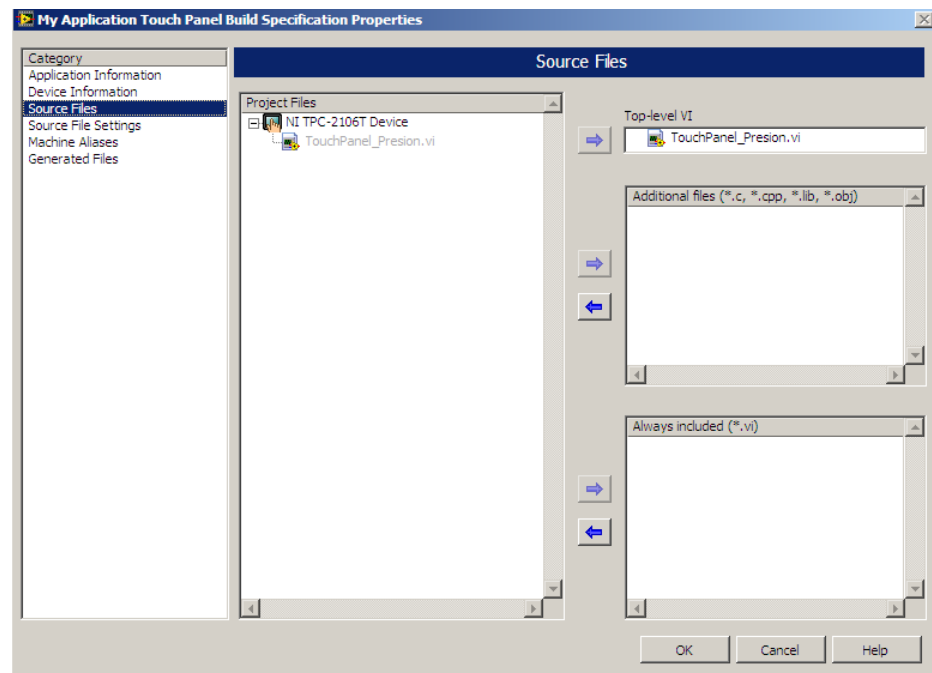 My Application Touch Panel Build Specification Properties
Category
Application Information
Device Information
Source Files
Source File Settings
Machine Aliases
Generated Files
Source Files
Project Files
NI TPC-2106T Device
TouchPanel_Presion.vi
Top-level VI
TouchPanel_Presion.vi
Additional files (*.c, *.cpp, *.lib, *.obj)
Always included (*.vi)
OK Cancel Help